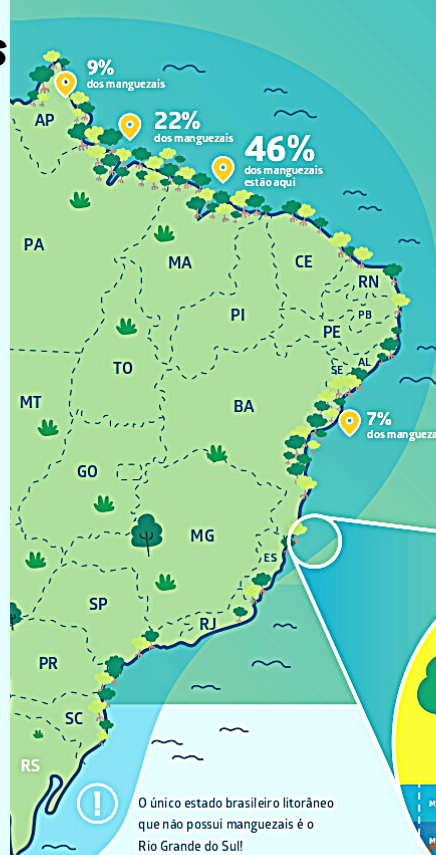 s
9%
dos manguezais
22%
dos manguezais
46%
dos manguezais
estão aqui
AP
PA
MA
CE
RN
PI
PB
PE
AL
SE
TO
MT
BA
7%
dos mangueza
GO
MG
ES
SP
RJ
PR
SC
RS
O único estado brasileiro litorâneo
que não possui manguezais é o
Rio Grande do Sul!
!
M
M